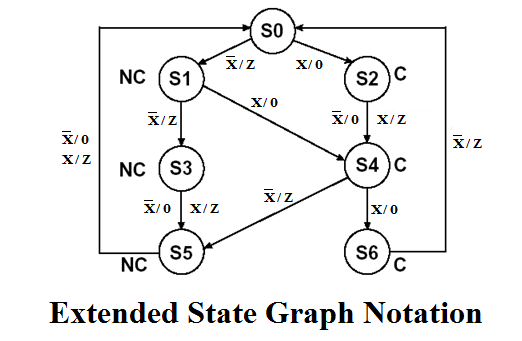 S0
X̅/Z X/0
NC S1 S2 C
X/0
X̅/Z X̅/0 X/Z
X̅/0
X/Z
X̅/Z
NC S3 S4 C
X̅/0 X/Z X̅/Z X/0
S5 S6
NC C
Extended State Graph Notation